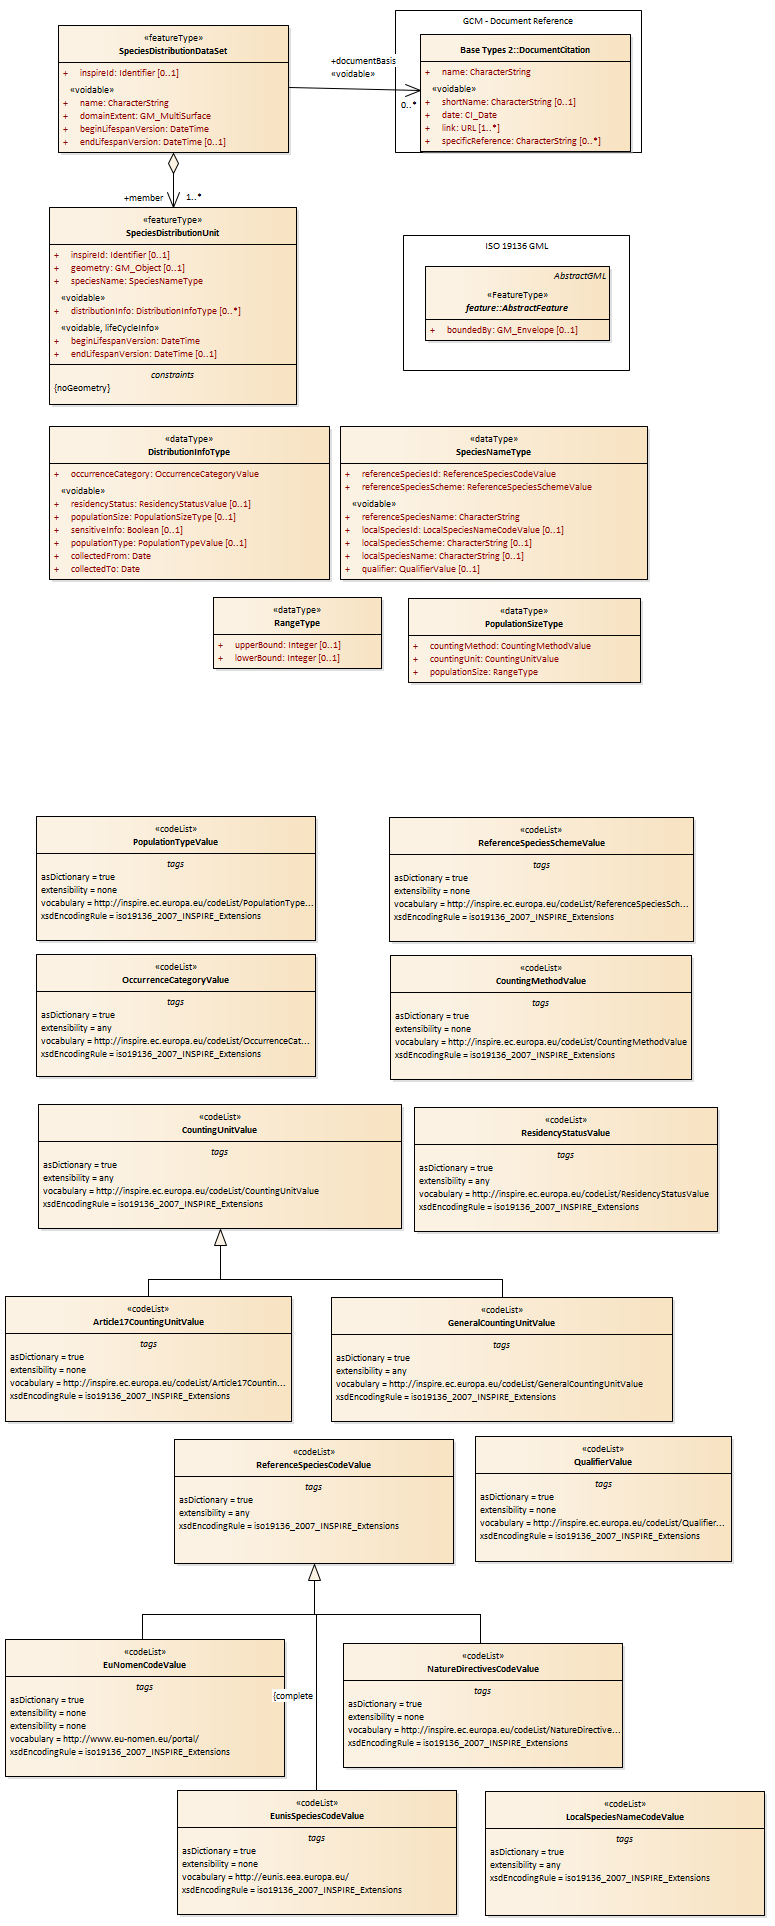 GCM - Document Reference
«featureType»
SpeciesDistributionDataSet
+ inspireId: Identifier [0..1]
«voidable»
+ name: CharacterString
+ domainExtent: GM_MultiSurface
+ beginLifespanVersion: DateTime
+ endLifespanVersion: DateTime [0..1]
+documentBasis
«voidable»
0..*
Base Types 2::DocumentCitation
+ name: CharacterString
«voidable»
+ shortName: CharacterString [0..1]
+ date: CI_Date
+ link: URL [1..*]
+ specificReference: CharacterString [0..*]
+member 1..*
«featureType»
SpeciesDistributionUnit
+ inspireId: Identifier [0..1]
+ geometry: GM_Object [0..1]
+ speciesName: SpeciesNameType
«voidable»
+ distributionInfo: DistributionInfoType [0..*]
«voidable, lifeCycleInfo»
+ beginLifespanVersion: DateTime
+ endLifespanVersion: DateTime [0..1]
constraints
{noGeometry}
ISO 19136 GML
AbstractGML
«FeatureType»
feature::AbstractFeature
+ boundedBy: GM_Envelope [0..1]
«dataType»
DistributionInfoType
+ occurrenceCategory: OccurrenceCategoryValue
«voidable»
+ residencyStatus: ResidencyStatusValue [0..1]
+ populationSize: PopulationSizeType [0..1]
+ sensitiveInfo: Boolean [0..1]
+ populationType: PopulationTypeValue [0..1]
+ collectedFrom: Date
+ collectedTo: Date
«dataType»
SpeciesNameType
+ referenceSpeciesId: ReferenceSpeciesCodeValue
+ referenceSpeciesScheme: ReferenceSpeciesSchemeValue
«voidable»
+ referenceSpeciesName: CharacterString
+ localSpeciesId: LocalSpeciesNameCodeValue [0..1]
+ localSpeciesScheme: CharacterString [0..1]
+ localSpeciesName: CharacterString [0..1]
+ qualifier: QualifierValue [0..1]
«dataType»
RangeType
+ upperBound: Integer [0..1]
+ lowerBound: Integer [0..1]
«dataType»
PopulationSizeType
+ countingMethod: CountingMethodValue
+ countingUnit: CountingUnitValue
+ populationSize: RangeType
«codeList»
PopulationTypeValue
tags
asDictionary = true
extensibility = none
vocabulary = http://inspire.ec.europa.eu/codeList/PopulationType...
xsdEncodingRule = iso19136_2007_INSPIRE_Extensions
«codeList»
ReferenceSpeciesSchemeValue
tags
asDictionary = true
extensibility = none
vocabulary = http://inspire.ec.europa.eu/codeList/ReferenceSpeciesSch...
xsdEncodingRule = iso19136_2007_INSPIRE_Extensions
«codeList»
OccurrenceCategoryValue
tags
asDictionary = true
extensibility = any
vocabulary = http://inspire.ec.europa.eu/codeList/OccurrenceCat...
xsdEncodingRule = iso19136_2007_INSPIRE_Extensions
«codeList»
CountingMethodValue
tags
asDictionary = true
extensibility = none
vocabulary = http://inspire.ec.europa.eu/codeList/CountingMethodValue
xsdEncodingRule = iso19136_2007_INSPIRE_Extensions
«codeList»
CountingUnitValue
tags
asDictionary = true
extensibility = any
vocabulary = http://inspire.ec.europa.eu/codeList/CountingUnitValue
xsdEncodingRule = iso19136_2007_INSPIRE_Extensions
«codeList»
ResidencyStatusValue
tags
asDictionary = true
extensibility = any
vocabulary = http://inspire.ec.europa.eu/codeList/ResidencyStatusValue
xsdEncodingRule = iso19136_2007_INSPIRE_Extensions
«codeList»
Article17CountingUnitValue
tags
asDictionary = true
extensibility = none
vocabulary = http://inspire.ec.europa.eu/codeList/Article17Countin...
xsdEncodingRule = iso19136_2007_INSPIRE_Extensions
«codeList»
GeneralCountingUnitValue
tags
asDictionary = true
extensibility = any
vocabulary = http://inspire.ec.europa.eu/codeList/GeneralCountingUnitValue
xsdEncodingRule = iso19136_2007_INSPIRE_Extensions
«codeList»
ReferenceSpeciesCodeValue
tags
asDictionary = true
extensibility = any
xsdEncodingRule = iso19136_2007_INSPIRE_Extensions
«codeList»
QualifierValue
tags
asDictionary = true
extensibility = none
vocabulary = http://inspire.ec.europa.eu/codeList/Qualifier...
xsdEncodingRule = iso19136_2007_INSPIRE_Extensions
«codeList»
EuNomenCodeValue
tags
asDictionary = true
extensibility = none
extensibility = none
vocabulary = http://www.eu-nomen.eu/portal/
xsdEncodingRule = iso19136_2007_INSPIRE_Extensions
{complete
«codeList»
NatureDirectivesCodeValue
tags
asDictionary = true
extensibility = none
vocabulary = http://inspire.ec.europa.eu/codeList/NatureDirective...
xsdEncodingRule = iso19136_2007_INSPIRE_Extensions
«codeList»
EunisSpeciesCodeValue
tags
asDictionary = true
extensibility = none
vocabulary = http://eunis.eea.europa.eu/
xsdEncodingRule = iso19136_2007_INSPIRE_Extensions
«codeList»
LocalSpeciesNameCodeValue
tags
asDictionary = true
extensibility = any
xsdEncodingRule = iso19136_2007_INSPIRE_Extensions